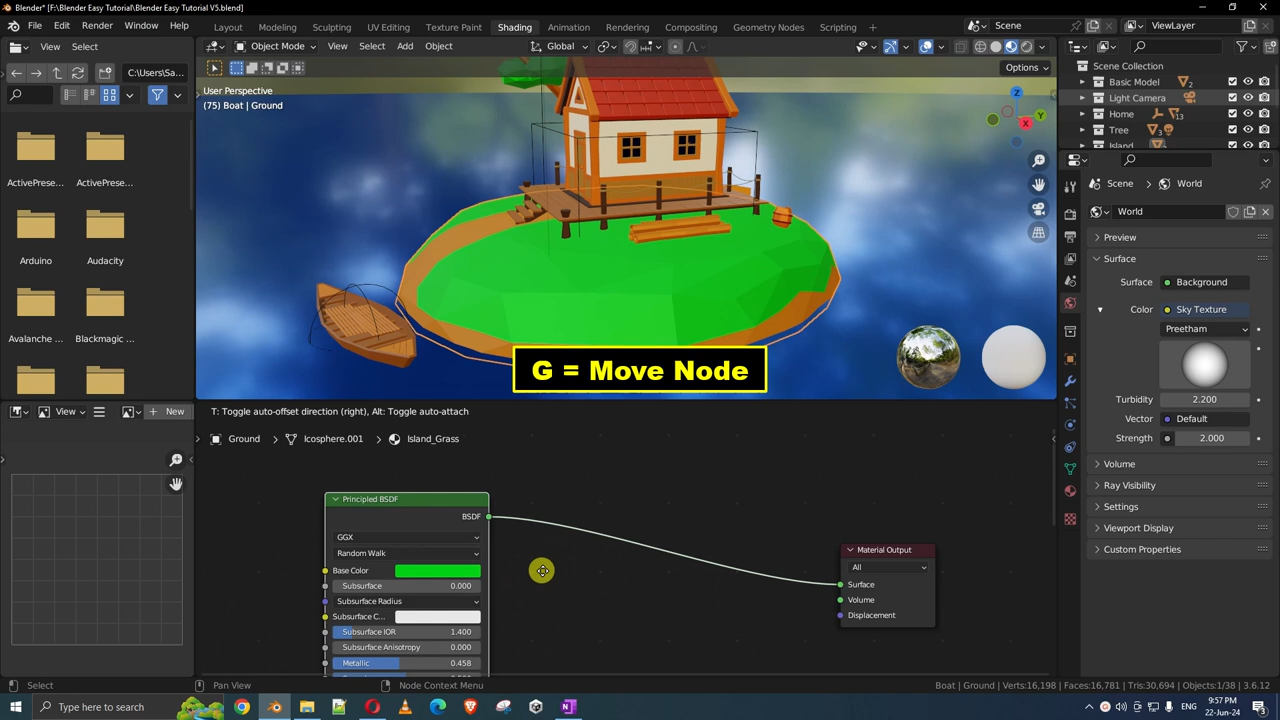 Blender* [F:\Blender Easy Tutorial\Blender Easy Tutorial V5.blend]
File Edit Render Window Help
Layout Modeling Sculpting UV Editing Texture Paint Shading Animation Rendering Compositing Geometry Nodes Scripting
Scene ViewLayer
View Select
Object Mode View Select Add Object Global
C:\Users\Sa...
Options
User Perspective
(75) Boat | Ground
Z
Y
X
ActivePrese... ActivePrese...
Arduino Audacity
Avalanche ... Blackmagic ...
Scene Collection
Basic Model 2
Light Camera
Home 13
Tree 3
Island
Scene World
World
Preview
Surface
Surface Background
Color Sky Texture
Preetham
Turbidity 2.200
Vector Default
Strength 2.000
Volume
Ray Visibility
Settings
Viewport Display
Custom Properties
G = Move Node
View New
T: Toggle auto-offset direction (right), Alt: Toggle auto-attach
Ground Icosphere.001 Island_Grass
Principled BSDF
BSDF
GGX
Random Walk
Base Color
Subsurface 0.000
Subsurface Radius
Subsurface C...
Subsurface IOR 1.400
Subsurface Anisotropy 0.000
Metallic 0.458
Material Output
All
Surface
Volume
Displacement
Select Pan View Node Context Menu
Boat | Ground | Verts:16,198 | Faces:16,781 | Tris:30,696 | Objects:1/38 | 3.6.12
Type here to search
9:57 PM
22-Jun-24